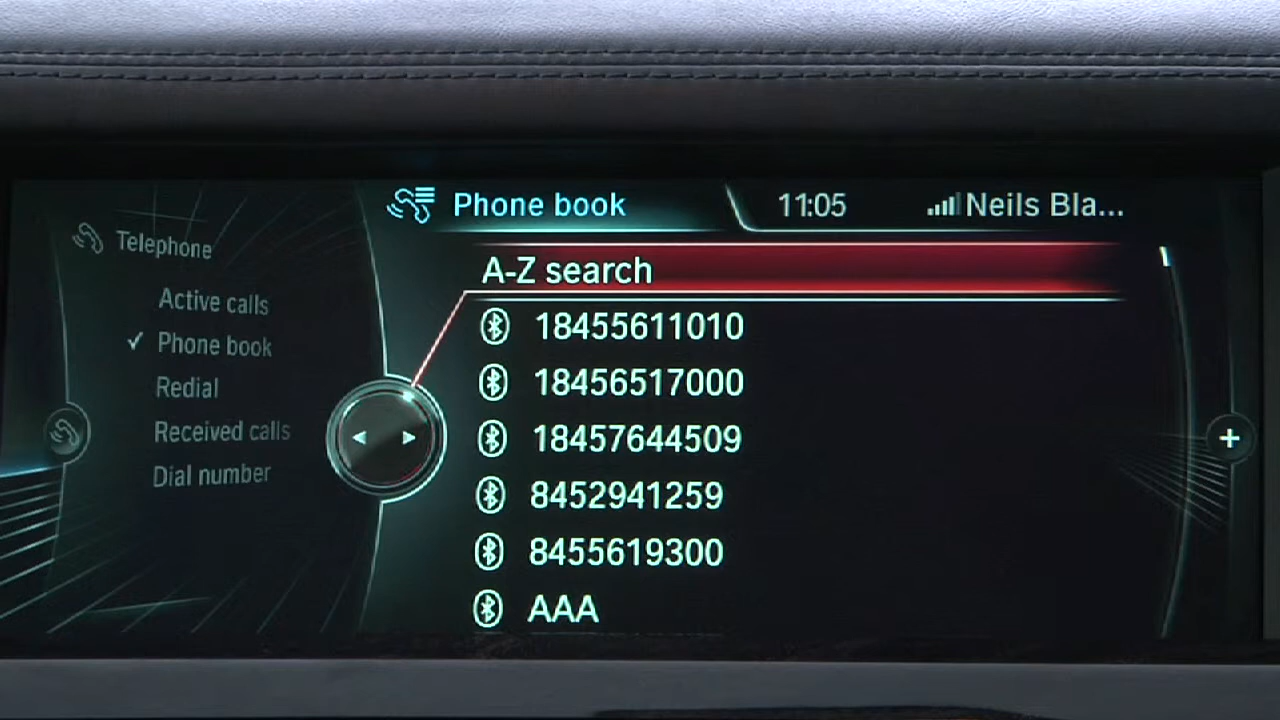 Phone book
11:05
Neils Bla...
Telephone
Active calls
✓ Phone book
Redial
Received calls
Dial number
A-Z search
18455611010
18456517000
18457644509
8452941259
8455619300
AAA